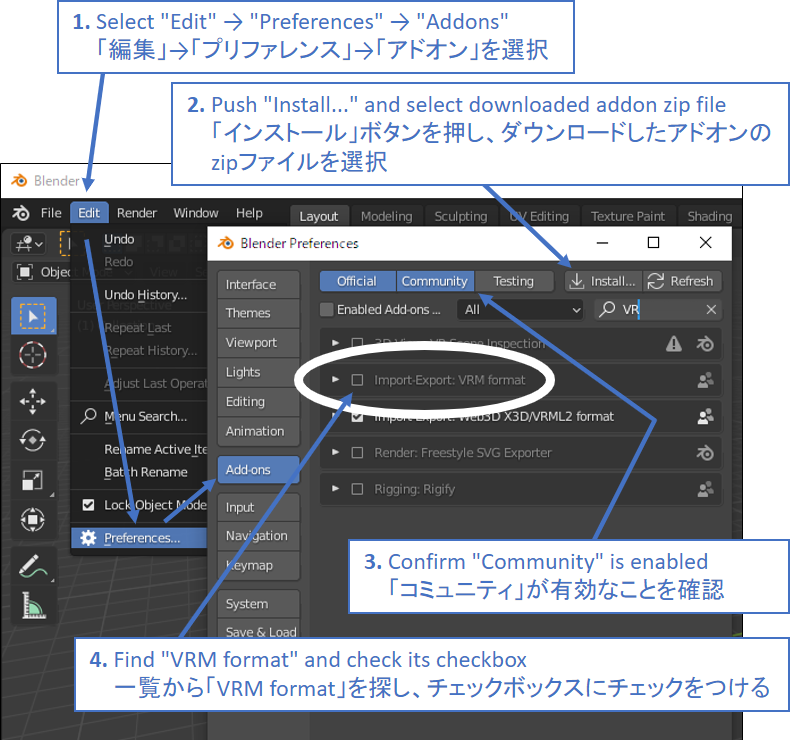 1. Select "Edit" → "Preferences" → "Addons"
「編集」→「プリファレンス」→「アドオン」を選択
2. Push "Install..." and select downloaded addon zip file
「インストール」ボタンを押し、ダウンロードしたアドオンの
zipファイルを選択
Blender
File Edit Render Window Help Layout Modeling Sculpting UV Editing Texture Paint Shading
Undo
Redo
Undo History...
Repeat Last
Repeat History...
Adjust Last Operat
Menu Search...
Rename Active Ite
Batch Rename
Lock Object Mode
Preferences...
Object
Blender Preferences
Interface
Themes
Viewport
Lights
Editing
Animation
Add-ons
Input
Navigation
Keymap
System
Save & Load
Official Community Testing Install... Refresh
Enabled Add-ons ... All VR
3D View: VR Scene Inspection
Import-Export: VRM format
Import-Export: Web3D X3D/VRML2 format
Render: Freestyle SVG Exporter
Rigging: Rigify
3. Confirm "Community" is enabled
「コミュニティ」が有効なことを確認
4. Find "VRM format" and check its checkbox
一覧から「VRM format」を探し、チェックボックスにチェックをつける